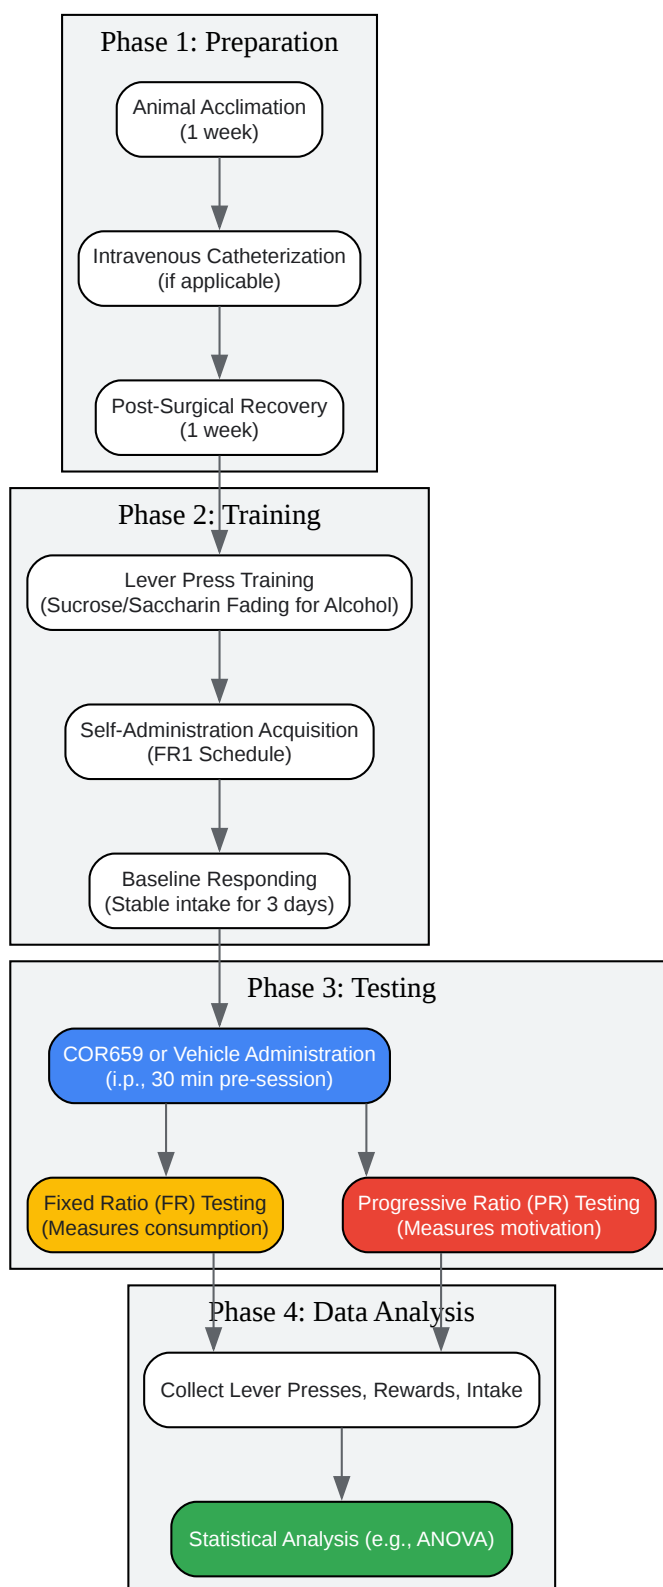 Phase 1: Preparation
Animal Acclimation
(1 week)
Intravenous Catheterization
(if applicable)
Post-Surgical Recovery
(1 week)
Phase 2: Training
Lever Press Training
(Sucrose/Saccharin Fading for Alcohol)
Self-Administration Acquisition
(FR1 Schedule)
Baseline Responding
(Stable intake for 3 days)
Phase 3: Testing
COR659 or Vehicle Administration
(i.p., 30 min pre-session)
Fixed Ratio (FR) Testing
(Measures consumption)
Progressive Ratio (PR) Testing
(Measures motivation)
Phase 4: Data Analysis
Collect Lever Presses, Rewards, Intake
Statistical Analysis (e.g., ANOVA)